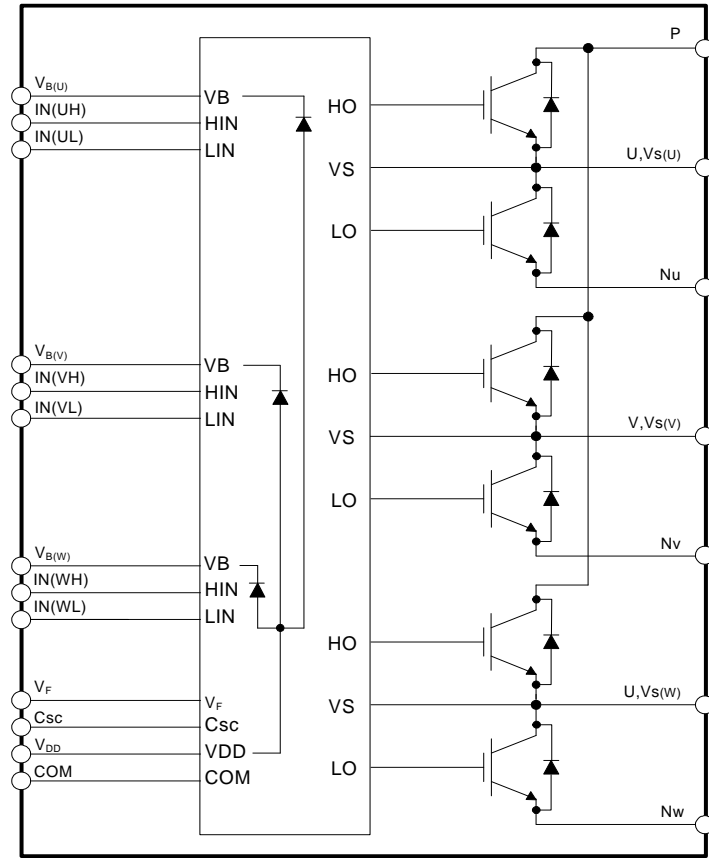 P
VB(U)
VB
IN(UH)
HIN
HO
IN(UL)
LIN
VS
U,Vs(U)
LO
Nu
VB(V)
VB
IN(VH)
HIN
HO
IN(VL)
LIN
VS
V,Vs(V)
LO
Nv
VB(W)
VB
IN(WH)
HIN
IN(WL)
LIN
HO
VF
VF
VS
U,Vs(W)
Csc
Csc
VDD
VDD
LO
COM
COM
Nw